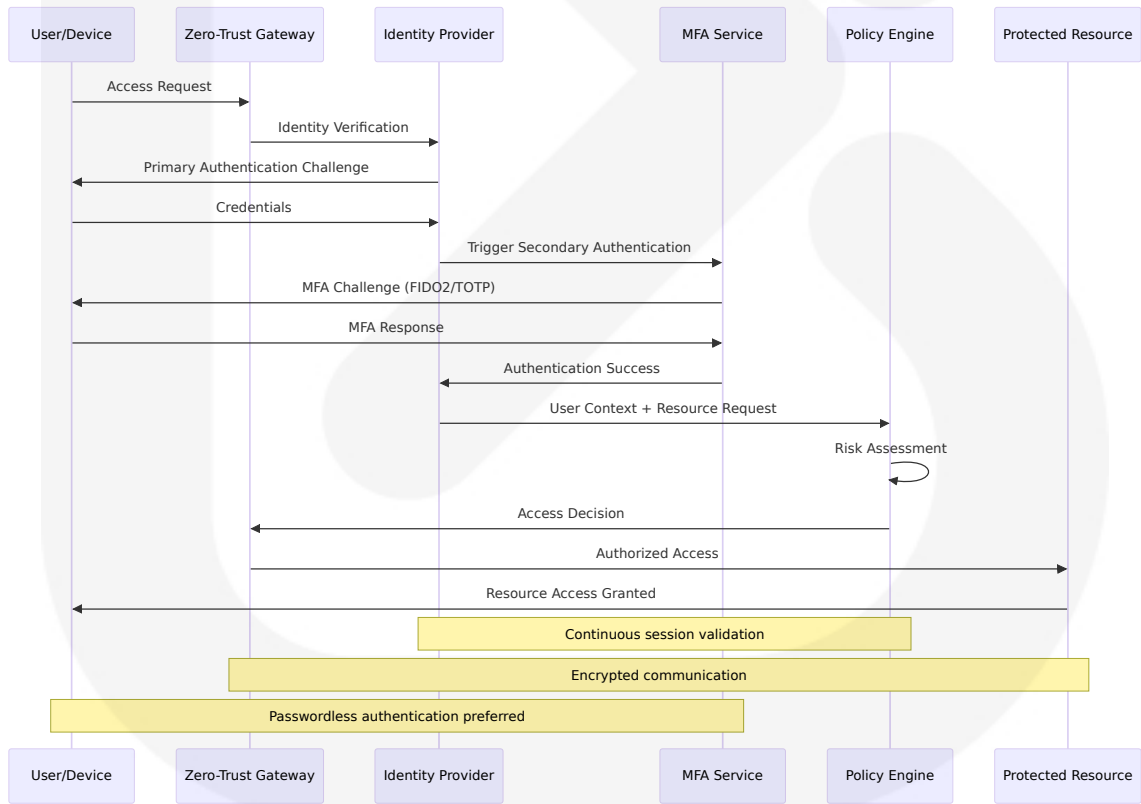 User/Device
Zero-Trust Gateway
Identity Provider
MFA Service
Policy Engine
Protected Resource
Access Request
Identity Verification
Primary Authentication Challenge
Credentials
Trigger Secondary Authentication
MFA Challenge (FIDO2/TOTP)
MFA Response
Authentication Success
User Context + Resource Request
Risk Assessment
Access Decision
Authorized Access
Resource Access Granted
Continuous session validation
Encrypted communication
Passwordless authentication preferred
User/Device
Zero-Trust Gateway
Identity Provider
MFA Service
Policy Engine
Protected Resource